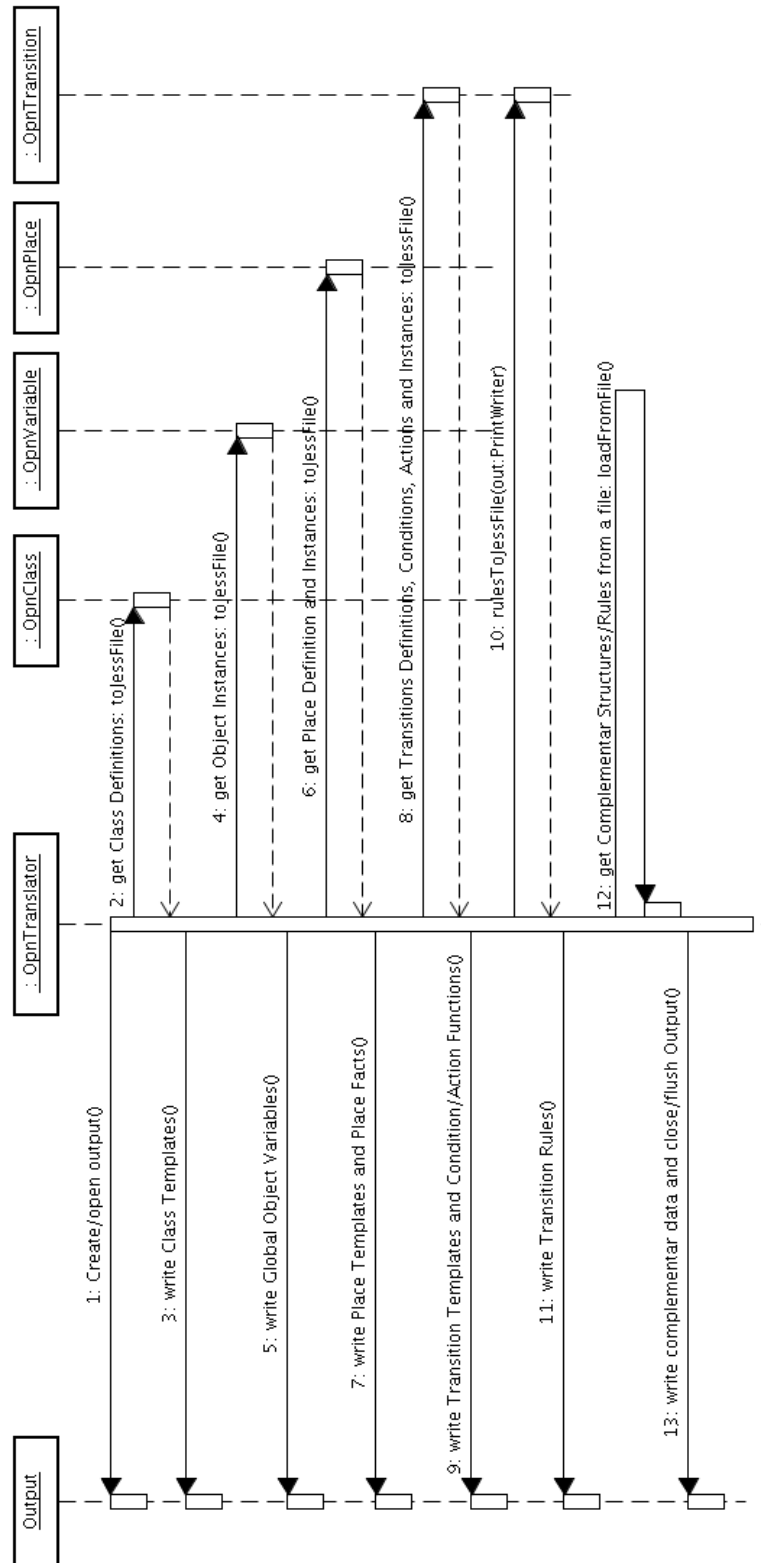 Output
: OpnTranslator
: OpnClass
: OpnVariable
: OpnPlace
: OpnTransition
1: Create/open output()
2: get Class Definitions: toJessFile()
3: write Class Templates()
4: get Object Instances: toJessFile()
5: write Global Object Variables()
6: get Place Definition and Instances: toJessFile()
7: write Place Templates and Place Facts()
8: get Transitions Definitions, Conditions, Actions and Instances: toJessFile()
9: write Transition Templates and Condition/Action Functions()
10: rulesToJessFile(out:PrintWriter)
11: write Transition Rules()
12: get Complementar Structures/Rules from a file: loadFromFile()
13: write complementar data and close/flush Output()